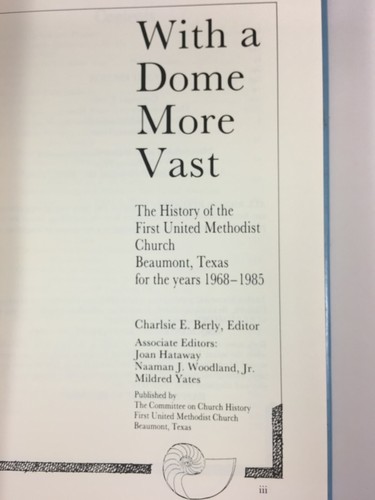 With a
Dome
More
Vast
The History of the
First United Methodist
Church
Beaumont, Texas
for the years 1968–1985
Charlsie E. Berly, Editor
Associate Editors:
Joan Hataway
Naaman J. Woodland, Jr.
Mildred Yates
Published by
The Committee on Church History
First United Methodist Church
Beaumont, Texas
iii